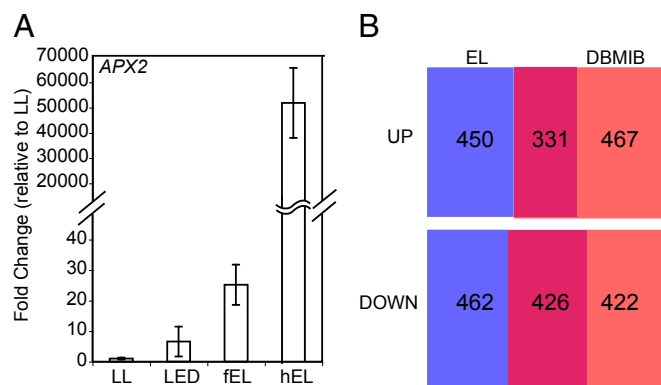 A
Fold Change (relative to LL)
70000
60000
50000
40000
30000
20000
40
30
20
10
0
APX2
LL LED fEL hEL
B
EL DBMIB
UP 450 331 467
DOWN 462 426 422